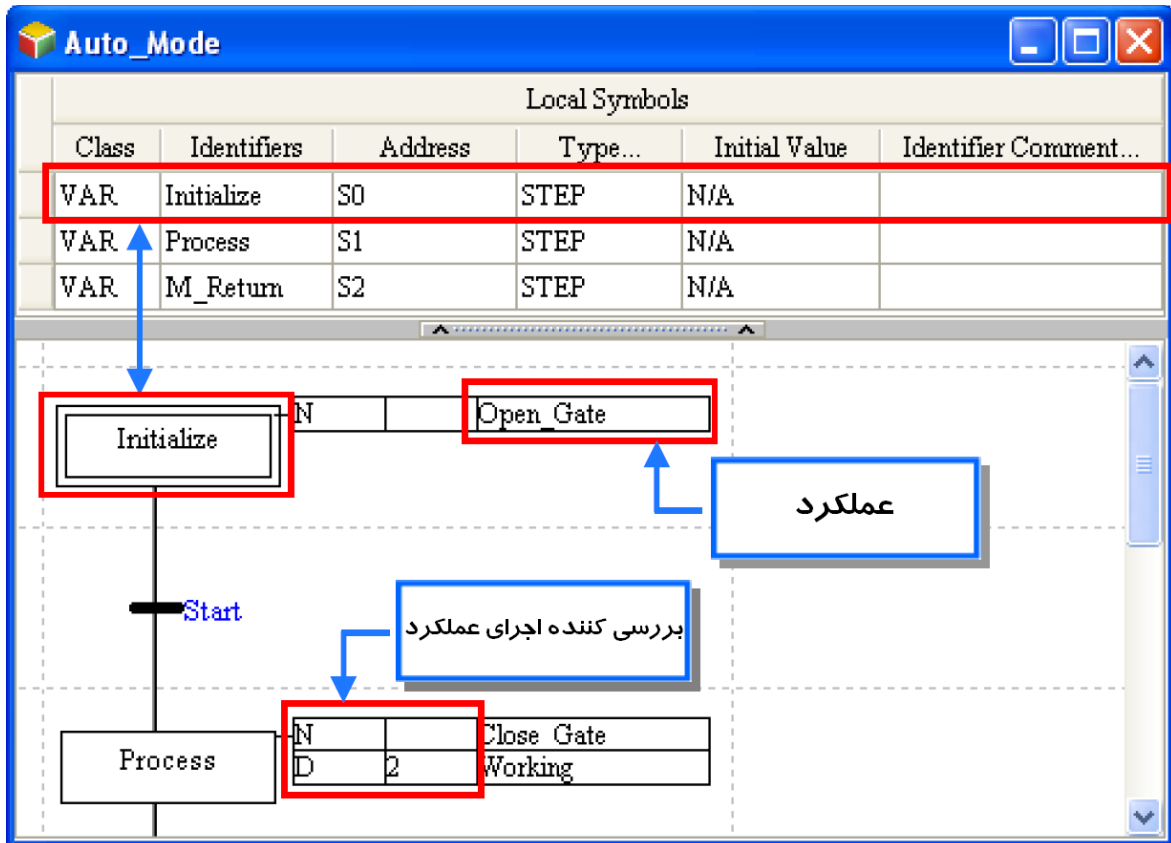 Auto_Mode
Local Symbols
Class Identifiers Address Type... Initial Value Identifier Comment...
VAR Initialize S0 STEP N/A
VAR Process S1 STEP N/A
VAR M_Return S2 STEP N/A
Initialize N Open_Gate
عملکرد
Start
بررسی کننده اجرای عملکرد
Process N Close_Gate
D 2 Working